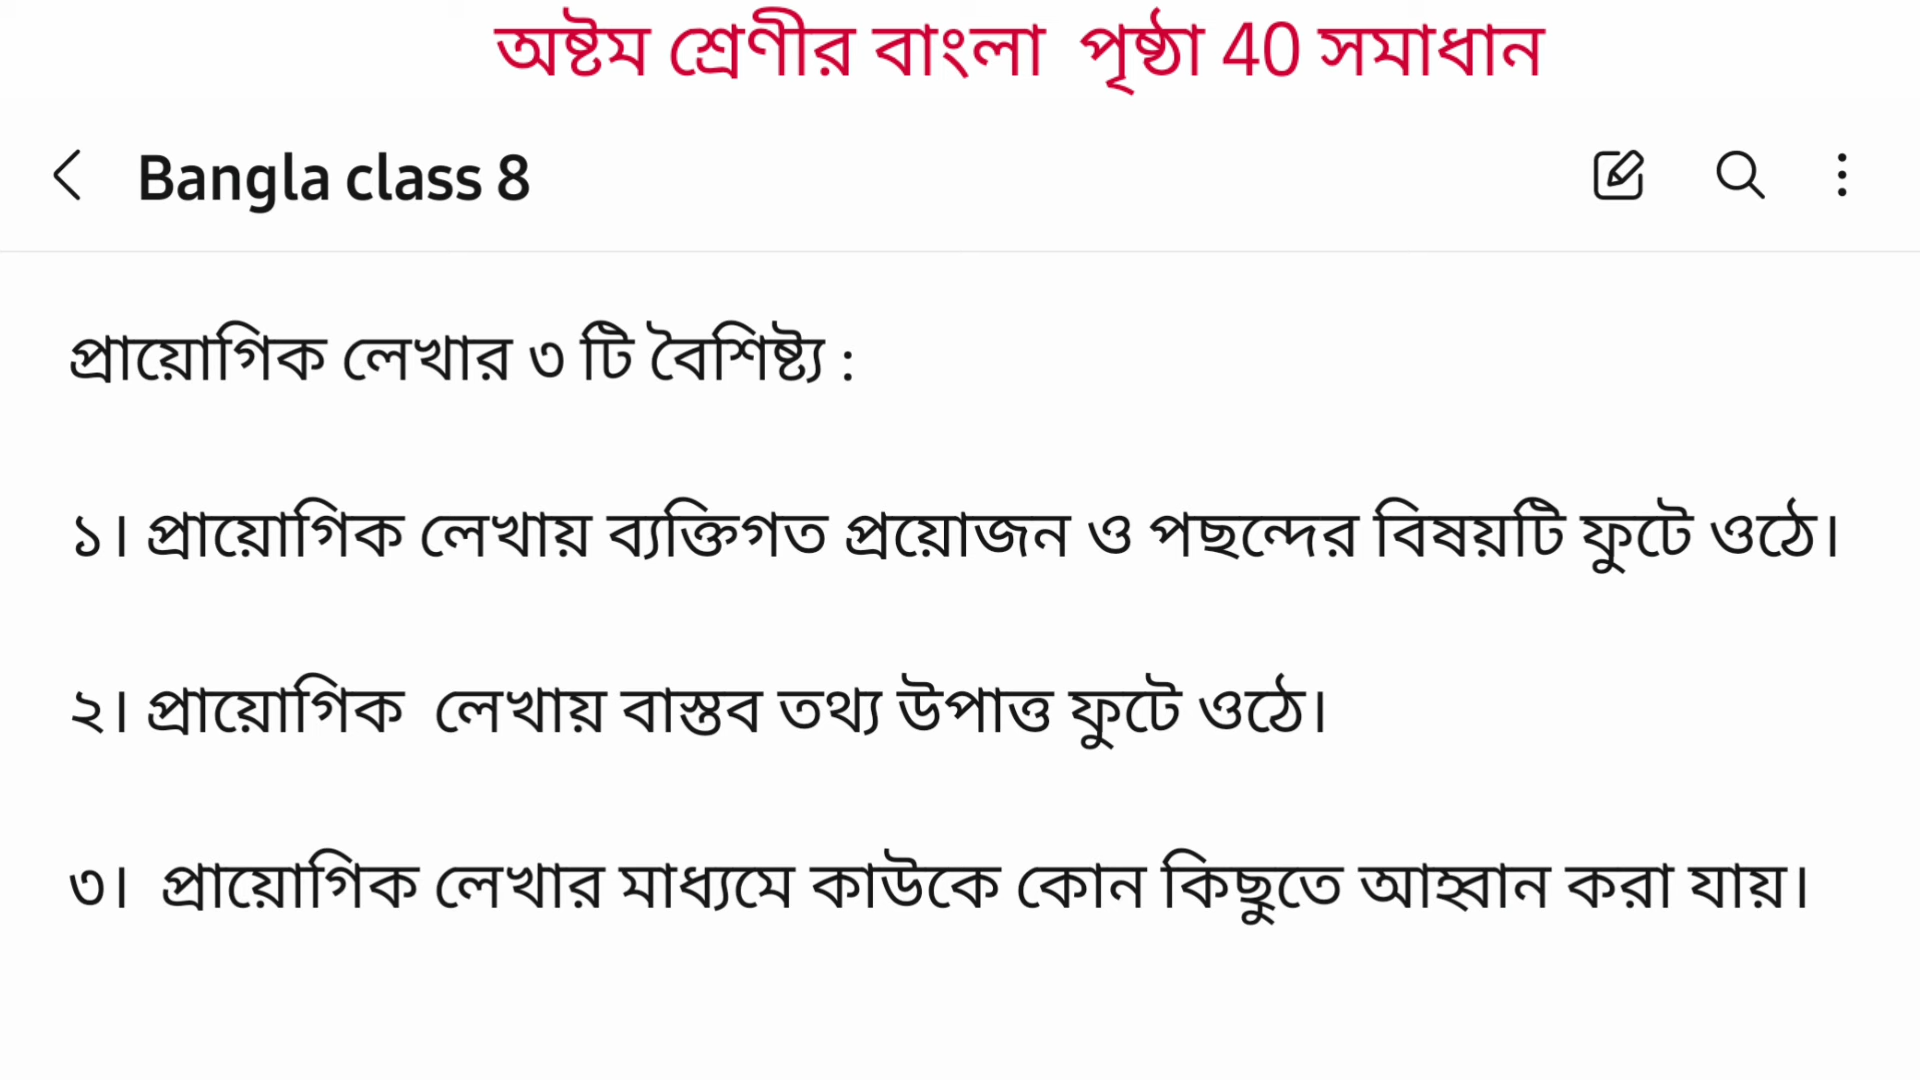 অষ্টম শ্রেণীর বাংলা পৃষ্ঠা 40 সমাধান
Bangla class 8
প্রায়োগিক লেখার ৩ টি বৈশিষ্ট্য :
১। প্রায়োগিক লেখায় ব্যক্তিগত প্রয়োজন ও পছন্দের বিষয়টি ফুটে ওঠে।
২। প্রায়োগিক লেখায় বাস্তব তথ্য উপাত্ত ফুটে ওঠে।
৩। প্রায়োগিক লেখার মাধ্যমে কাউকে কোন কিছুতে আহ্বান করা যায়।